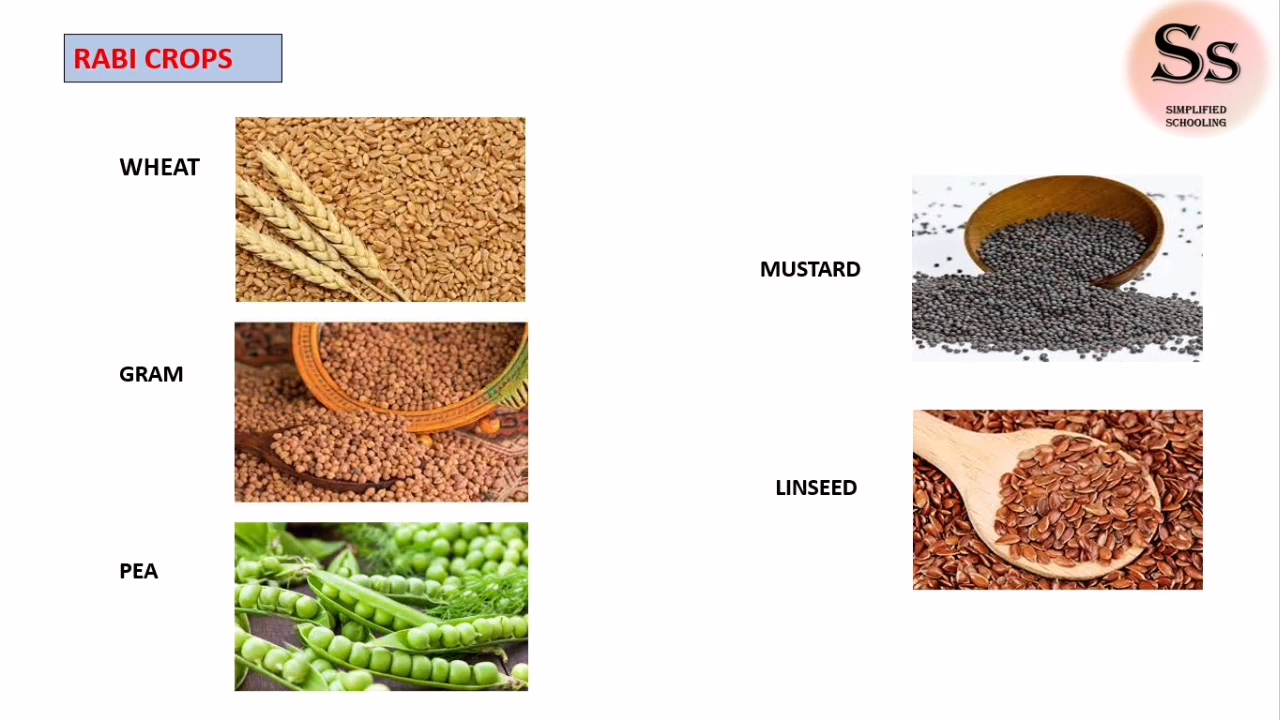 RABI CROPS
Ss
SIMPLIFIED
SCHOOLING
WHEAT
MUSTARD
GRAM
LINSEED
PEA